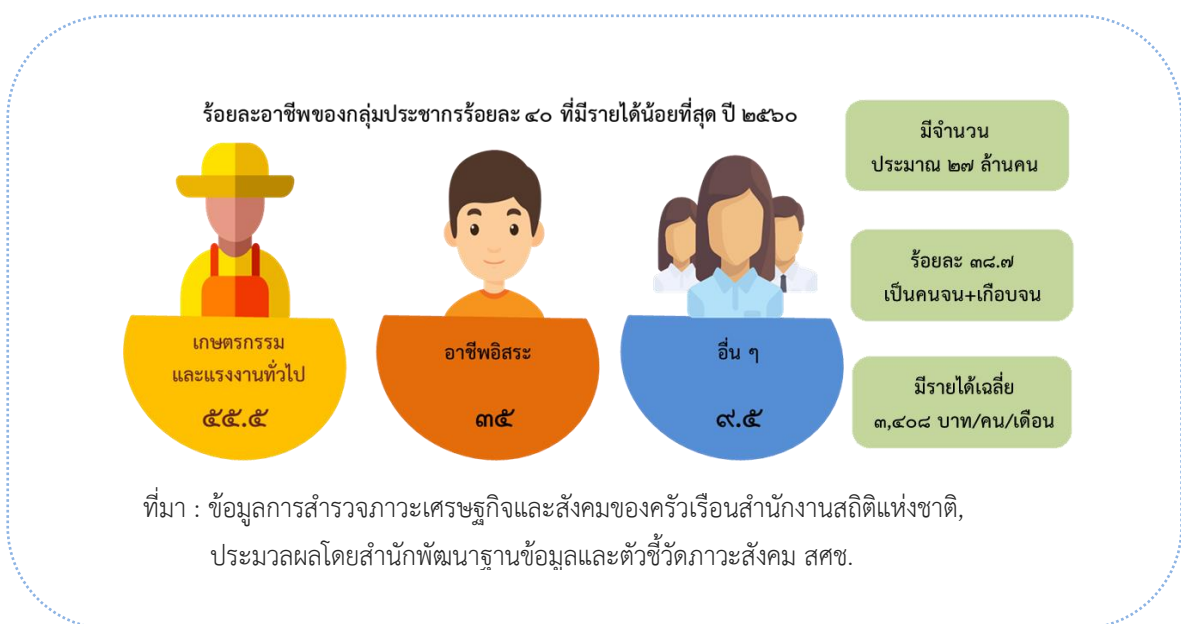 ร้อยละอาชีพของกลุ่มประชากรร้อยละ ๔๐ ที่มีรายได้น้อยที่สุด ปี ๒๕๖๐
เกษตรกรรม
และแรงงานทั่วไป
๕๕.๕
อาชีพอิสระ
๓๕
อื่น ๆ
๙.๕
มีจำนวน
ประมาณ ๒๗ ล้านคน
ร้อยละ ๓๘.๗
เป็นคนจน+เกือบจน
มีรายได้เฉลี่ย
๓,๔๐๘ บาท/คน/เดือน
ที่มา : ข้อมูลการสำรวจภาวะเศรษฐกิจและสังคมของครัวเรือนสำนักงานสถิติแห่งชาติ,
ประมวลผลโดยสำนักพัฒนาฐานข้อมูลและตัวชี้วัดภาวะสังคม สศช.